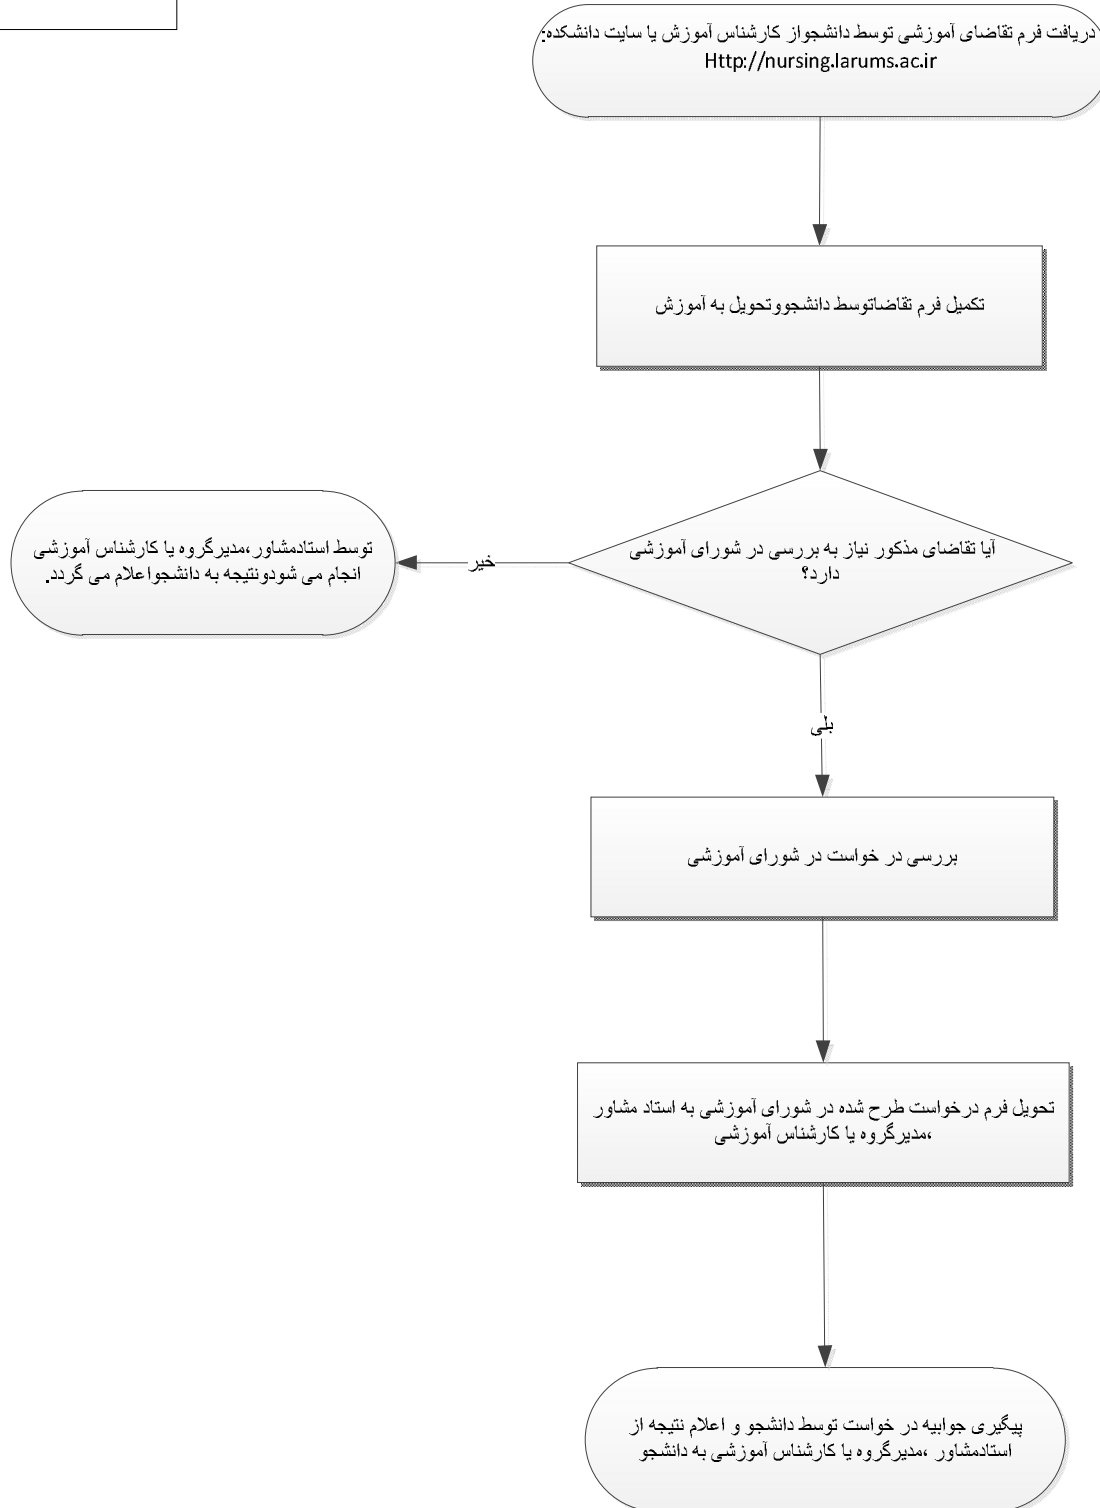 دریافت فرم تقاضای آموزشی توسط دانشجواز کارشناس آموزش یا سایت دانشکده:
Http://nursing.larums.ac.ir
تکمیل فرم تقاضاتوسط دانشجووتحویل به آموزش
آیا تقاضای مذکور نیاز به بررسی در شورای آموزشی
دارد؟
خیر
توسط استادمشاور،مدیرگروه یا کارشناس آموزشی
انجام می شودونتیجه به دانشجواعلام می گردد.
بلی
بررسی در خواست در شورای آموزشی
تحویل فرم درخواست طرح شده در شورای آموزشی به استاد مشاور
،مدیرگروه یا کارشناس آموزشی
پیگیری جوابیه در خواست توسط دانشجو و اعلام نتیجه از
استادمشاور ،مدیرگروه یا کارشناس آموزشی به دانشجو